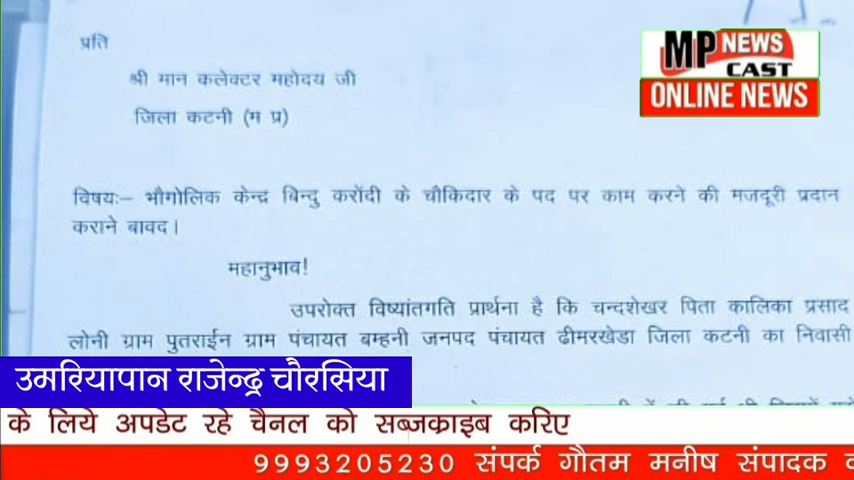 प्रति
श्री मान कलेक्टर महोदय जी
जिला कटनी (म प्र)
MP NEWS
CAST
ONLINE NEWS
विषयः– भौगोलिक केन्द्र बिन्दु करोंदी के चौकिदार के पद पर काम करने की मजदूरी प्रदान
कराने बावद।
महानुभाव!
उपरोक्त विष्यांतगति प्रार्थना है कि चन्दशेखर पिता कालिका प्रसाद
लोनी ग्राम पुतराईन ग्राम पंचायत बम्हनी जनपद पंचायत ढीमरखेडा जिला कटनी का निवासी
उमरियापान राजेन्द्र चौरसिया
के लिये अपडेट रहे चैनल को सब्जक्राइब करिए
9993205230 संपर्क गौतम मनीष संपादक